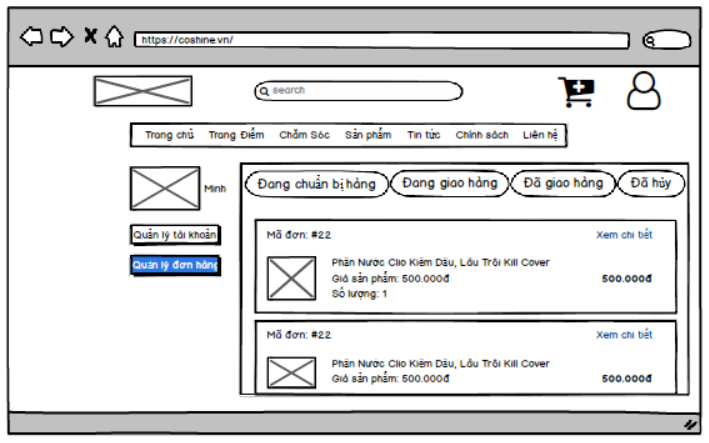 https://coshine.vn/
search
Trang chủ Trang Điểm Chăm Sóc Sản phẩm Tin tức Chính sách Liên hệ
Minh
Quản lý tài khoản
Quản lý đơn hàng
Đang chuẩn bị hàng Đang giao hàng Đã giao hàng Đã hủy
Mã đơn: #22 Xem chi tiết
Phấn Nước Clio Kiềm Dầu, Lâu Trôi Kill Cover
Giá sản phẩm: 500.000đ 500.000đ
Số lượng: 1
Mã đơn: #22 Xem chi tiết
Phấn Nước Clio Kiềm Dầu, Lâu Trôi Kill Cover
Giá sản phẩm: 500.000đ 500.000đ